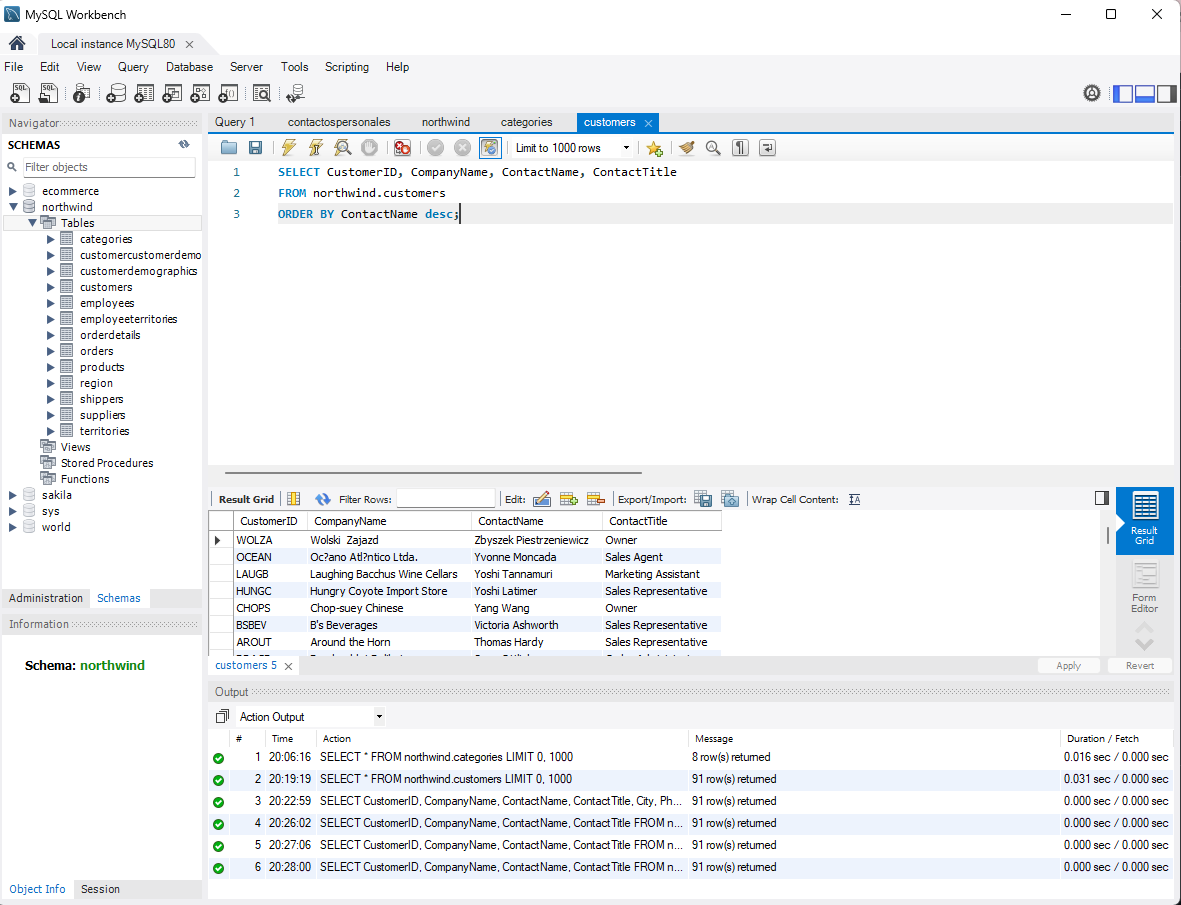 MySQL Workbench
Local instance MySQL80
File Edit View Query Database Server Tools Scripting Help
Navigator
SCHEMAS
Filter objects
ecommerce
northwind
Tables
categories
customercustomerdemo
customerdemographics
customers
employees
employeeterritories
orderdetails
orders
products
region
shippers
suppliers
territories
Views
Stored Procedures
Functions
sakila
sys
world
Administration Schemas
Information
Schema: northwind
Object Info Session
Query 1 contactospersonales northwind categories customers
Limit to 1000 rows
1 SELECT CustomerID, CompanyName, ContactName, ContactTitle
2 FROM northwind.customers
3 ORDER BY ContactName desc;
Result Grid Filter Rows: Edit: Export/Import: Wrap Cell Content:
CustomerID CompanyName ContactName ContactTitle
WOLZA Wolski Zajazd Zbyszek Piestrzeniewicz Owner
OCEAN Oc?ano Atl?ntico Ltda. Yvonne Moncada Sales Agent
LAUGB Laughing Bacchus Wine Cellars Yoshi Tannamuri Marketing Assistant
HUNGC Hungry Coyote Import Store Yoshi Latimer Sales Representative
CHOPS Chop-suey Chinese Yang Wang Owner
BSBEV B's Beverages Victoria Ashworth Sales Representative
AROUT Around the Horn Thomas Hardy Sales Representative
Result
Grid
Form
Editor
customers 5
Apply Revert
Output
Action Output
# Time Action Message Duration / Fetch
1 20:06:16 SELECT * FROM northwind.categories LIMIT 0, 1000 8 row(s) returned 0.016 sec / 0.000 sec
2 20:19:19 SELECT * FROM northwind.customers LIMIT 0, 1000 91 row(s) returned 0.031 sec / 0.000 sec
3 20:22:59 SELECT CustomerID, CompanyName, ContactName, ContactTitle, City, Ph... 91 row(s) returned 0.000 sec / 0.000 sec
4 20:26:02 SELECT CustomerID, CompanyName, ContactName, ContactTitle FROM n... 91 row(s) returned 0.000 sec / 0.000 sec
5 20:27:06 SELECT CustomerID, CompanyName, ContactName, ContactTitle FROM n... 91 row(s) returned 0.000 sec / 0.000 sec
6 20:28:00 SELECT CustomerID, CompanyName, ContactName, ContactTitle FROM n... 91 row(s) returned 0.000 sec / 0.000 sec